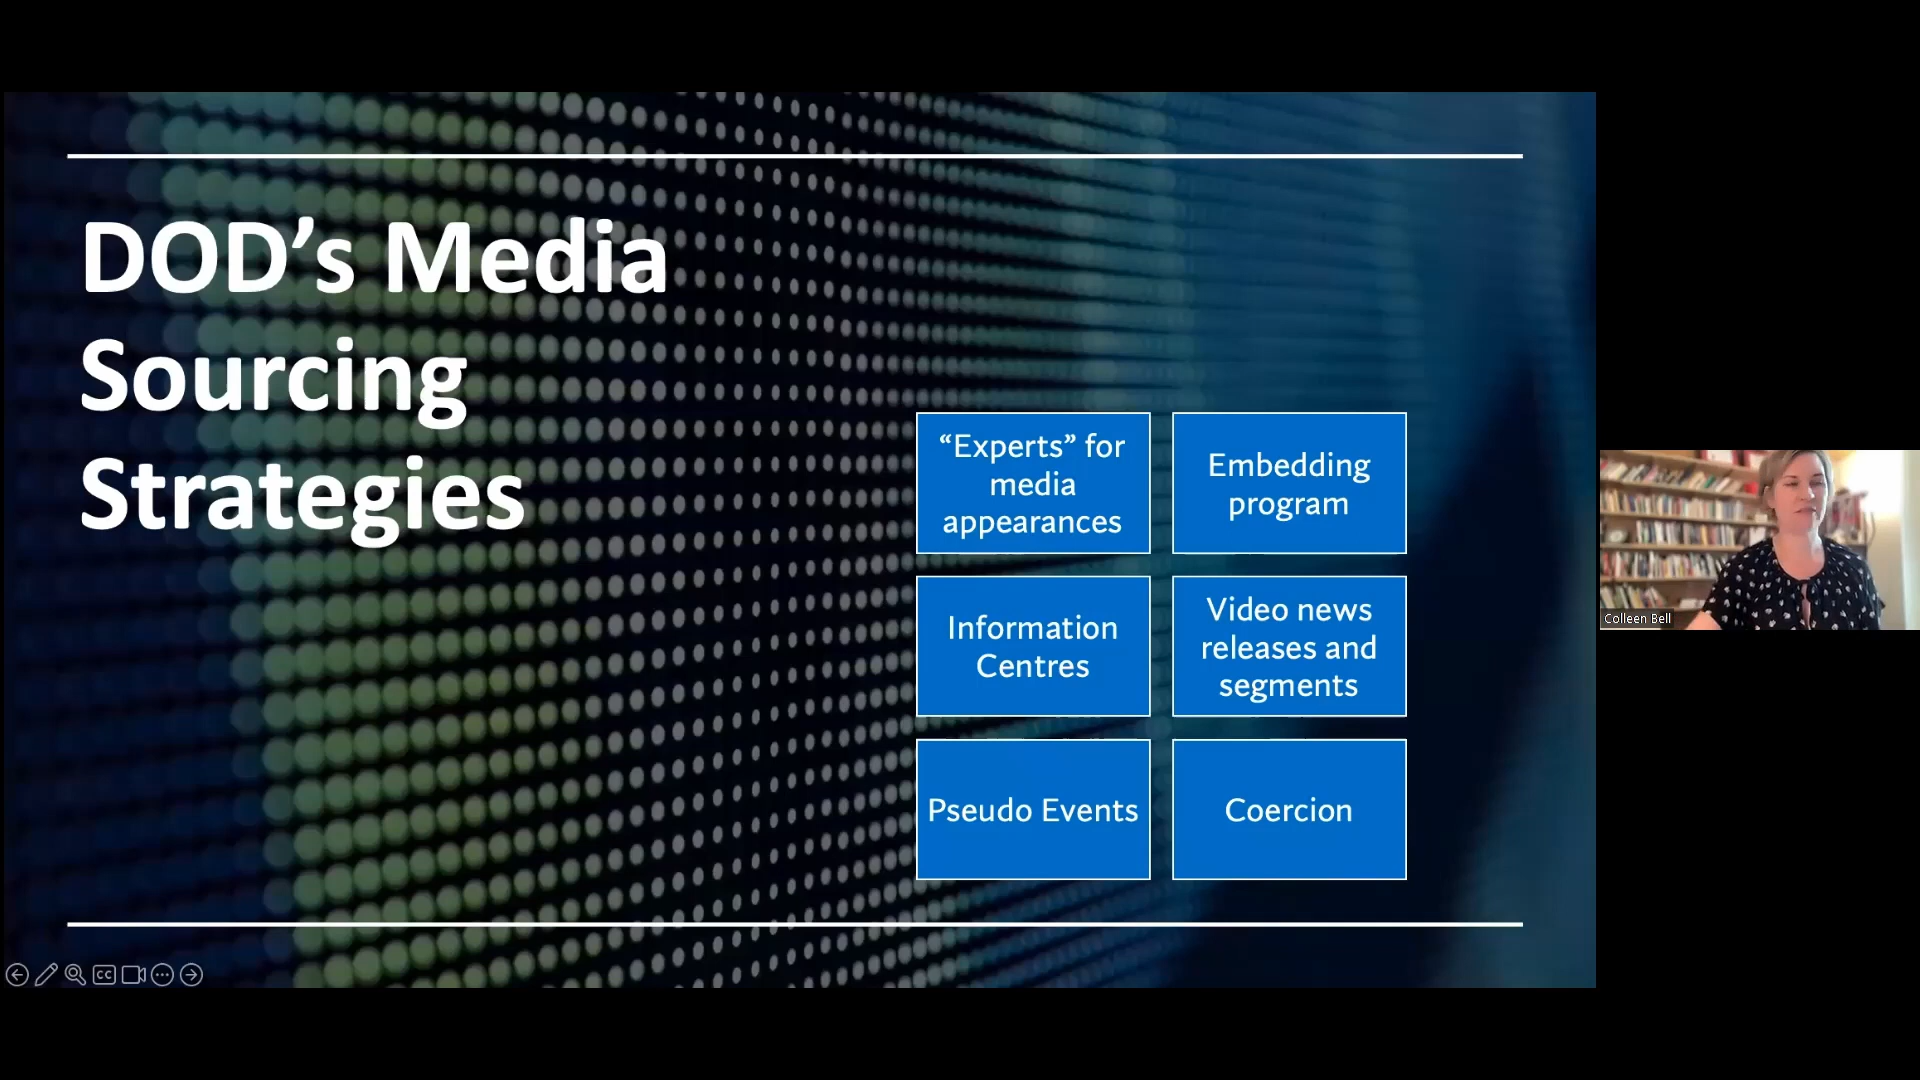 DOD’s Media
Sourcing
Strategies
“Experts” for
media
appearances
Embedding
program
Information
Centres
Video news
releases and
segments
Pseudo Events
Coercion
CC
Colleen Bell